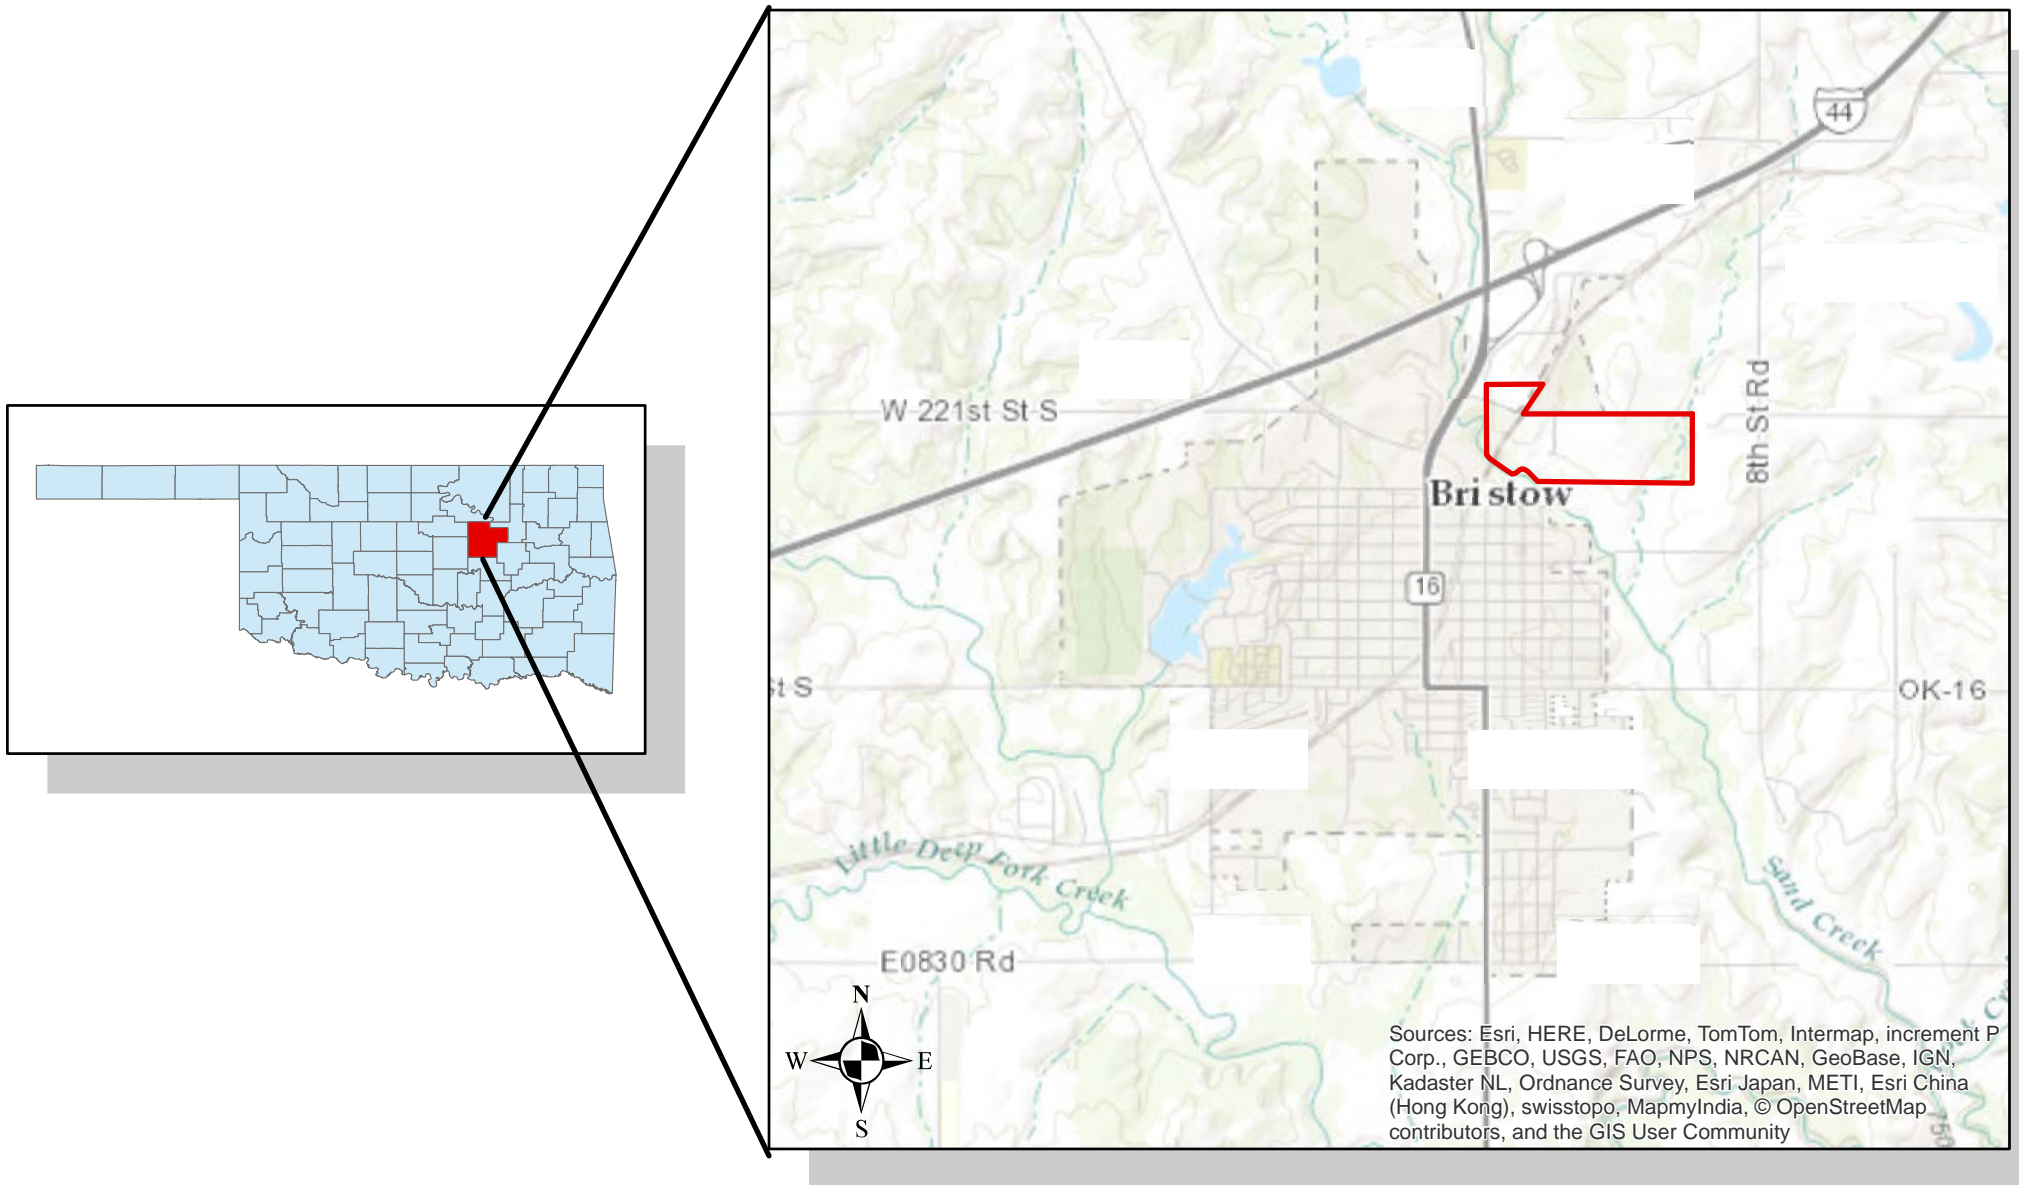 44
W 221st St S
8th St Rd
Bristow
16
St S
OK-16
Little Deep Fork Creek
Sand Creek
E0830 Rd
N
W
E
S
Sources: Esri, HERE, DeLorme, TomTom, Intermap, increment P
Corp., GEBCO, USGS, FAO, NPS, NRCAN, GeoBase, IGN,
Kadaster NL, Ordnance Survey, Esri Japan, METI, Esri China
(Hong Kong), swisstopo, MapmyIndia, © OpenStreetMap
contributors, and the GIS User Community
750